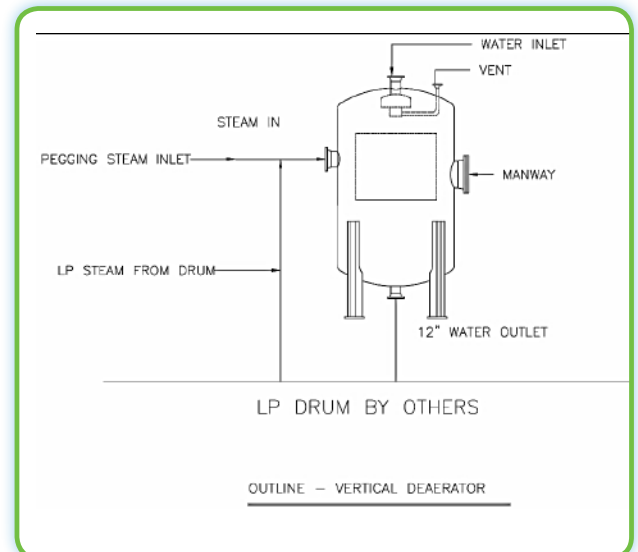 WATER INLET
VENT
STEAM IN
PEGGING STEAM INLET
MANWAY
LP STEAM FROM DRUM
12" WATER OUTLET
LP DRUM BY OTHERS
OUTLINE – VERTICAL DEAERATOR